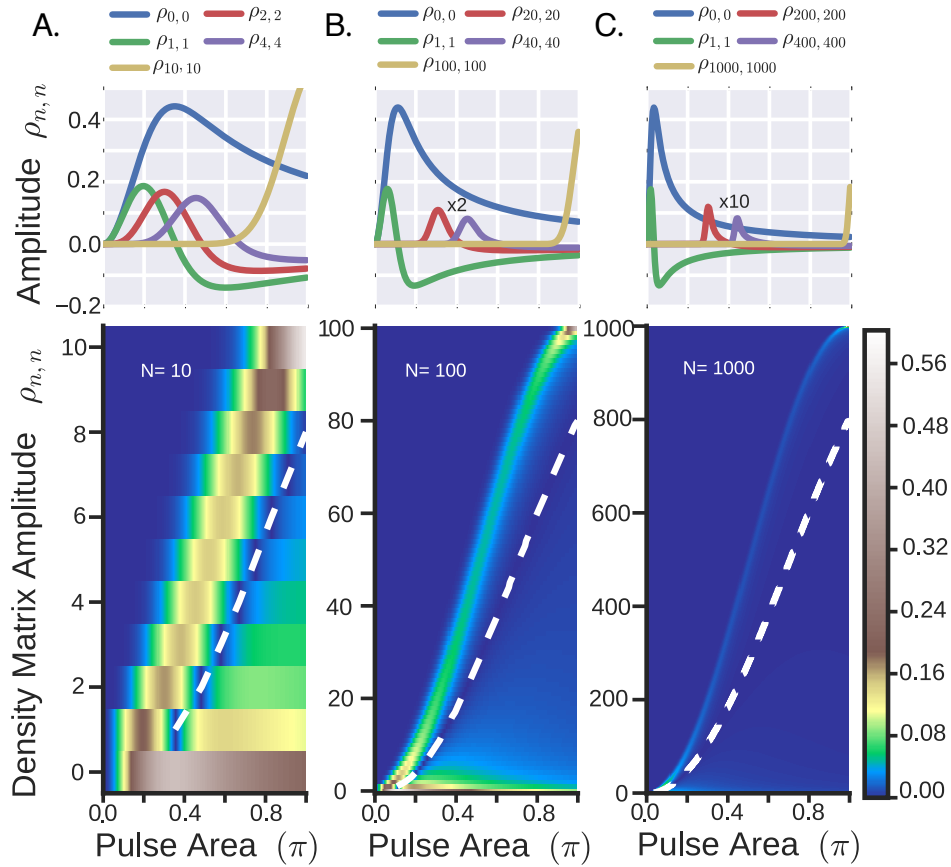 A.
ρ0,0
ρ2,2
ρ1,1
ρ4,4
ρ10,10
B.
ρ0,0
ρ20,20
ρ1,1
ρ40,40
ρ100,100
C.
ρ0,0
ρ200,200
ρ1,1
ρ400,400
ρ1000,1000
Amplitude ρn,n
0.4
0.2
0.0
−0.2
x2
x10
Density Matrix Amplitude ρn,n
10
8
6
4
2
0
N= 10
0.0 0.4 0.8
Pulse Area (π)
100
80
60
40
20
0
N= 100
0.0 0.4 0.8
Pulse Area (π)
1000
800
600
400
200
0
N= 1000
0.0 0.4 0.8
Pulse Area (π)
0.56
0.48
0.40
0.32
0.24
0.16
0.08
0.00